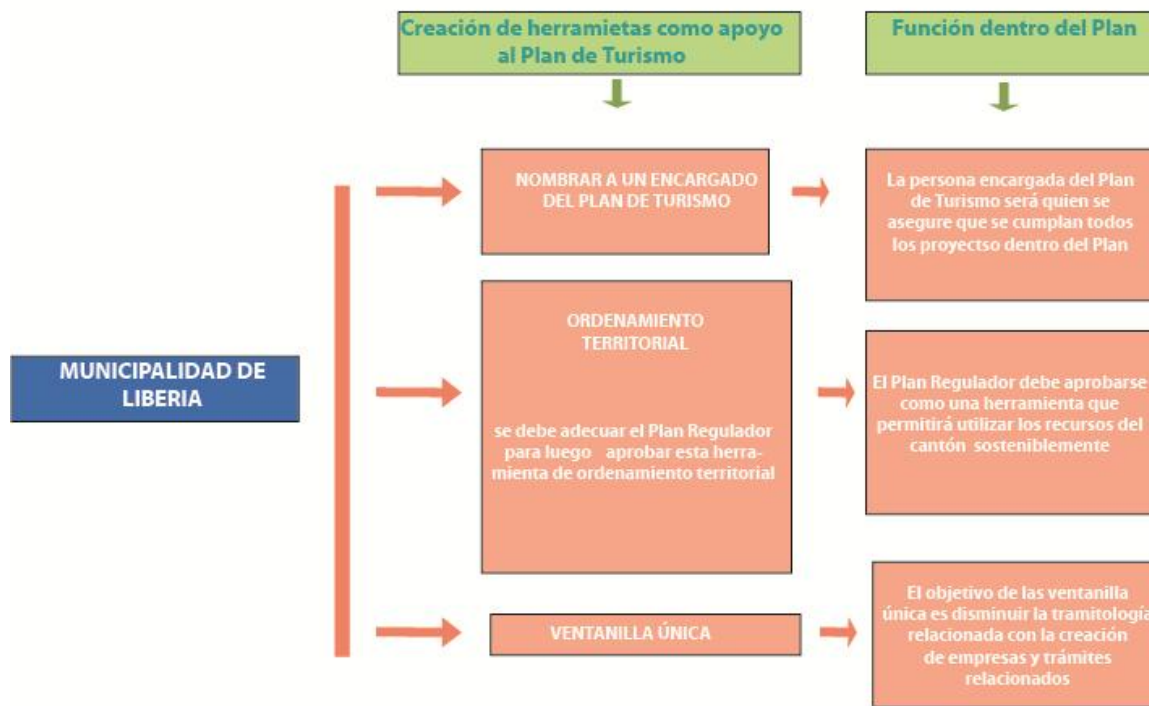 Creación de herramietas como apoyo
al Plan de Turismo
Función dentro del Plan
MUNICIPALIDAD DE
LIBERIA
NOMBRAR A UN ENCARGADO
DEL PLAN DE TURISMO
La persona encargada del Plan
de Turismo será quien se
asegure que se cumplan todos
los proyectso dentro del Plan
ORDENAMIENTO
TERRITORIAL
se debe adecuar el Plan Regulador
para luego aprobar esta herra-
mienta de ordenamiento territorial
El Plan Regulador debe aprobarse
como una herramienta que
permitirá utilizar los recursos del
cantón sosteniblemente
VENTANILLA ÚNICA
El objetivo de las ventanilla
única es disminuir la tramitología
relacionada con la creación
de empresas y trámites
relacionados